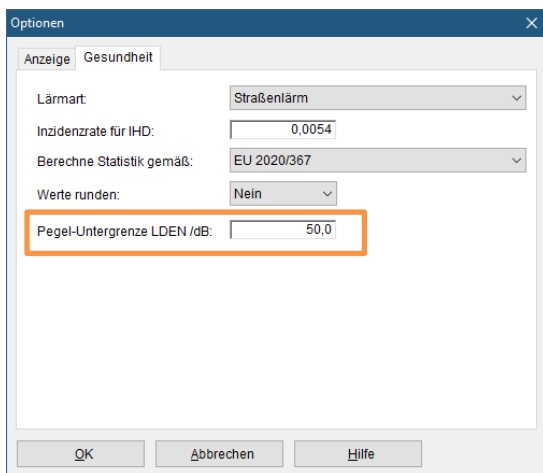 Optionen
Anzeige Gesundheit
Lärmart: Straßenlärm
Inzidenzrate für IHD: 0,0054
Berechne Statistik gemäß: EU 2020/367
Werte runden: Nein
Pegel-Untergrenze LDEN /dB: 50,0
OK Abbrechen Hilfe